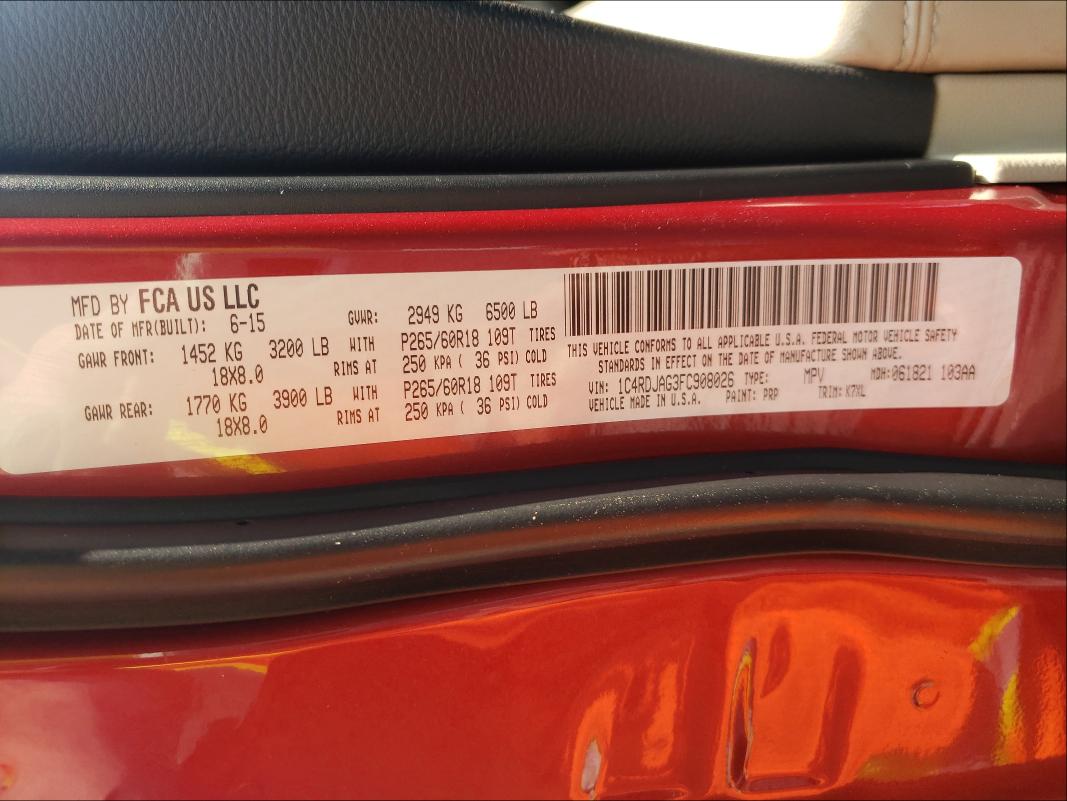 MFD BY FCA US LLC
DATE OF MFR(BUILT): 6-15
GVWR: 2949 KG 6500 LB
GAWR FRONT: 1452 KG 3200 LB WITH P265/60R18 109T TIRES
18X8.0 RIMS AT 250 KPA ( 36 PSI) COLD
GAWR REAR: 1770 KG 3900 LB WITH P265/60R18 109T TIRES
18X8.0 RIMS AT 250 KPA ( 36 PSI) COLD
THIS VEHICLE CONFORMS TO ALL APPLICABLE U.S.A. FEDERAL MOTOR VEHICLE SAFETY
STANDARDS IN EFFECT ON THE DATE OF MANUFACTURE SHOWN ABOVE.
VIN: 1C4RDJAG3FC908026 TYPE: MPV MDH:061821 103AA
VEHICLE MADE IN U.S.A. PAINT: PRP TRIM: K7XL